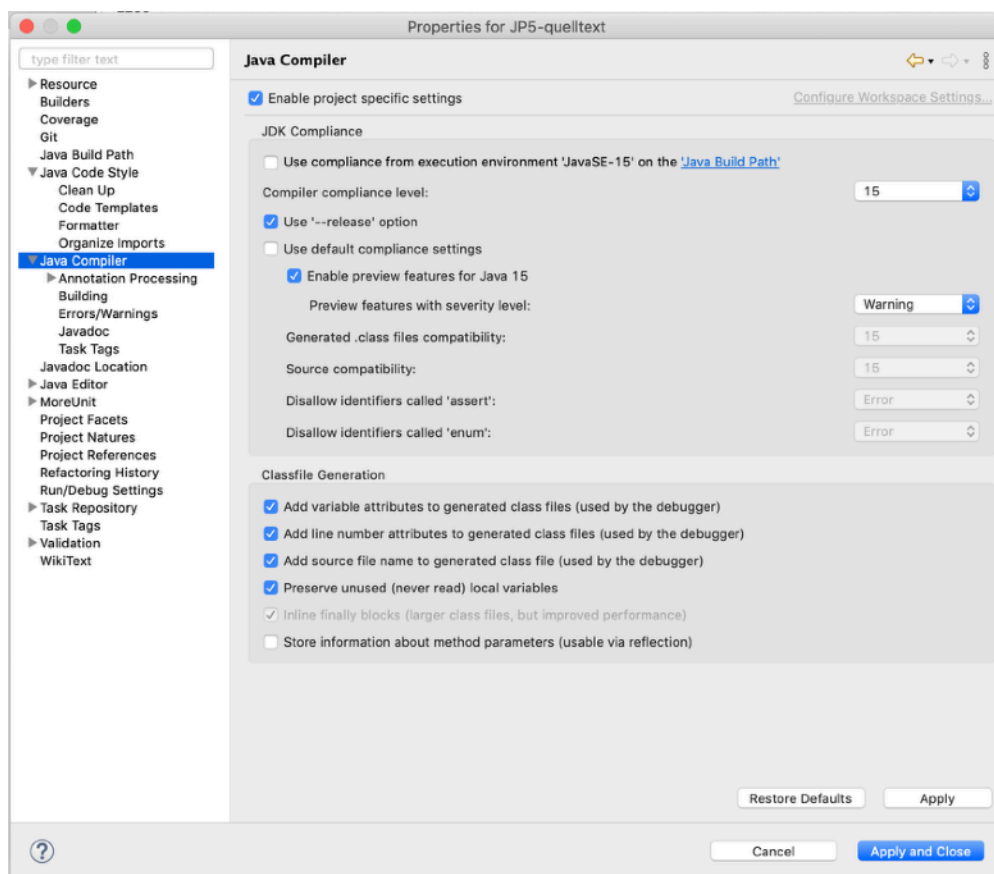 Properties for JP5-quelltext
type filter text
Resource
Builders
Coverage
Git
Java Build Path
Java Code Style
Clean Up
Code Templates
Formatter
Organize Imports
Java Compiler
Annotation Processing
Building
Errors/Warnings
Javadoc
Task Tags
Javadoc Location
Java Editor
MoreUnit
Project Facets
Project Natures
Project References
Refactoring History
Run/Debug Settings
Task Repository
Task Tags
Validation
WikiText
Java Compiler
Enable project specific settings
Configure Workspace Settings...
JDK Compliance
Use compliance from execution environment 'JavaSE-15' on the 'Java Build Path'
Compiler compliance level: 15
Use '--release' option
Use default compliance settings
Enable preview features for Java 15
Preview features with severity level: Warning
Generated .class files compatibility: 15
Source compatibility: 15
Disallow identifiers called 'assert': Error
Disallow identifiers called 'enum': Error
Classfile Generation
Add variable attributes to generated class files (used by the debugger)
Add line number attributes to generated class files (used by the debugger)
Add source file name to generated class file (used by the debugger)
Preserve unused (never read) local variables
Inline finally blocks (larger class files, but improved performance)
Store information about method parameters (usable via reflection)
Restore Defaults
Apply
?
Cancel
Apply and Close